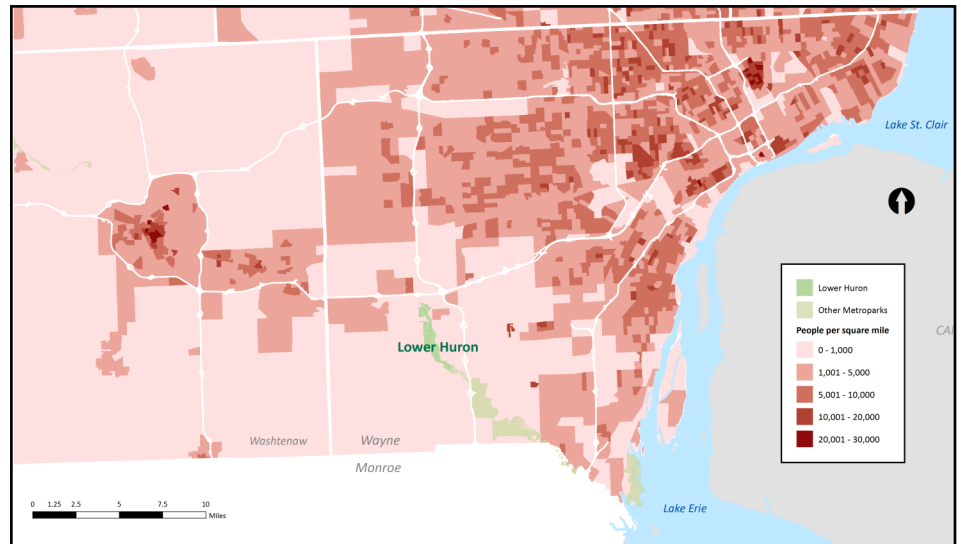 Lake St. Clair
Lower Huron
Other Metroparks
CA
People per square mile
0 - 1,000
Lower Huron
1,001 - 5,000
5,001 - 10,000
10,001 - 20,000
20,001 - 30,000
Washtenaw
Wayne
Monroe
0 1.25 2.5 5 7.5 10
Miles
Lake Erie